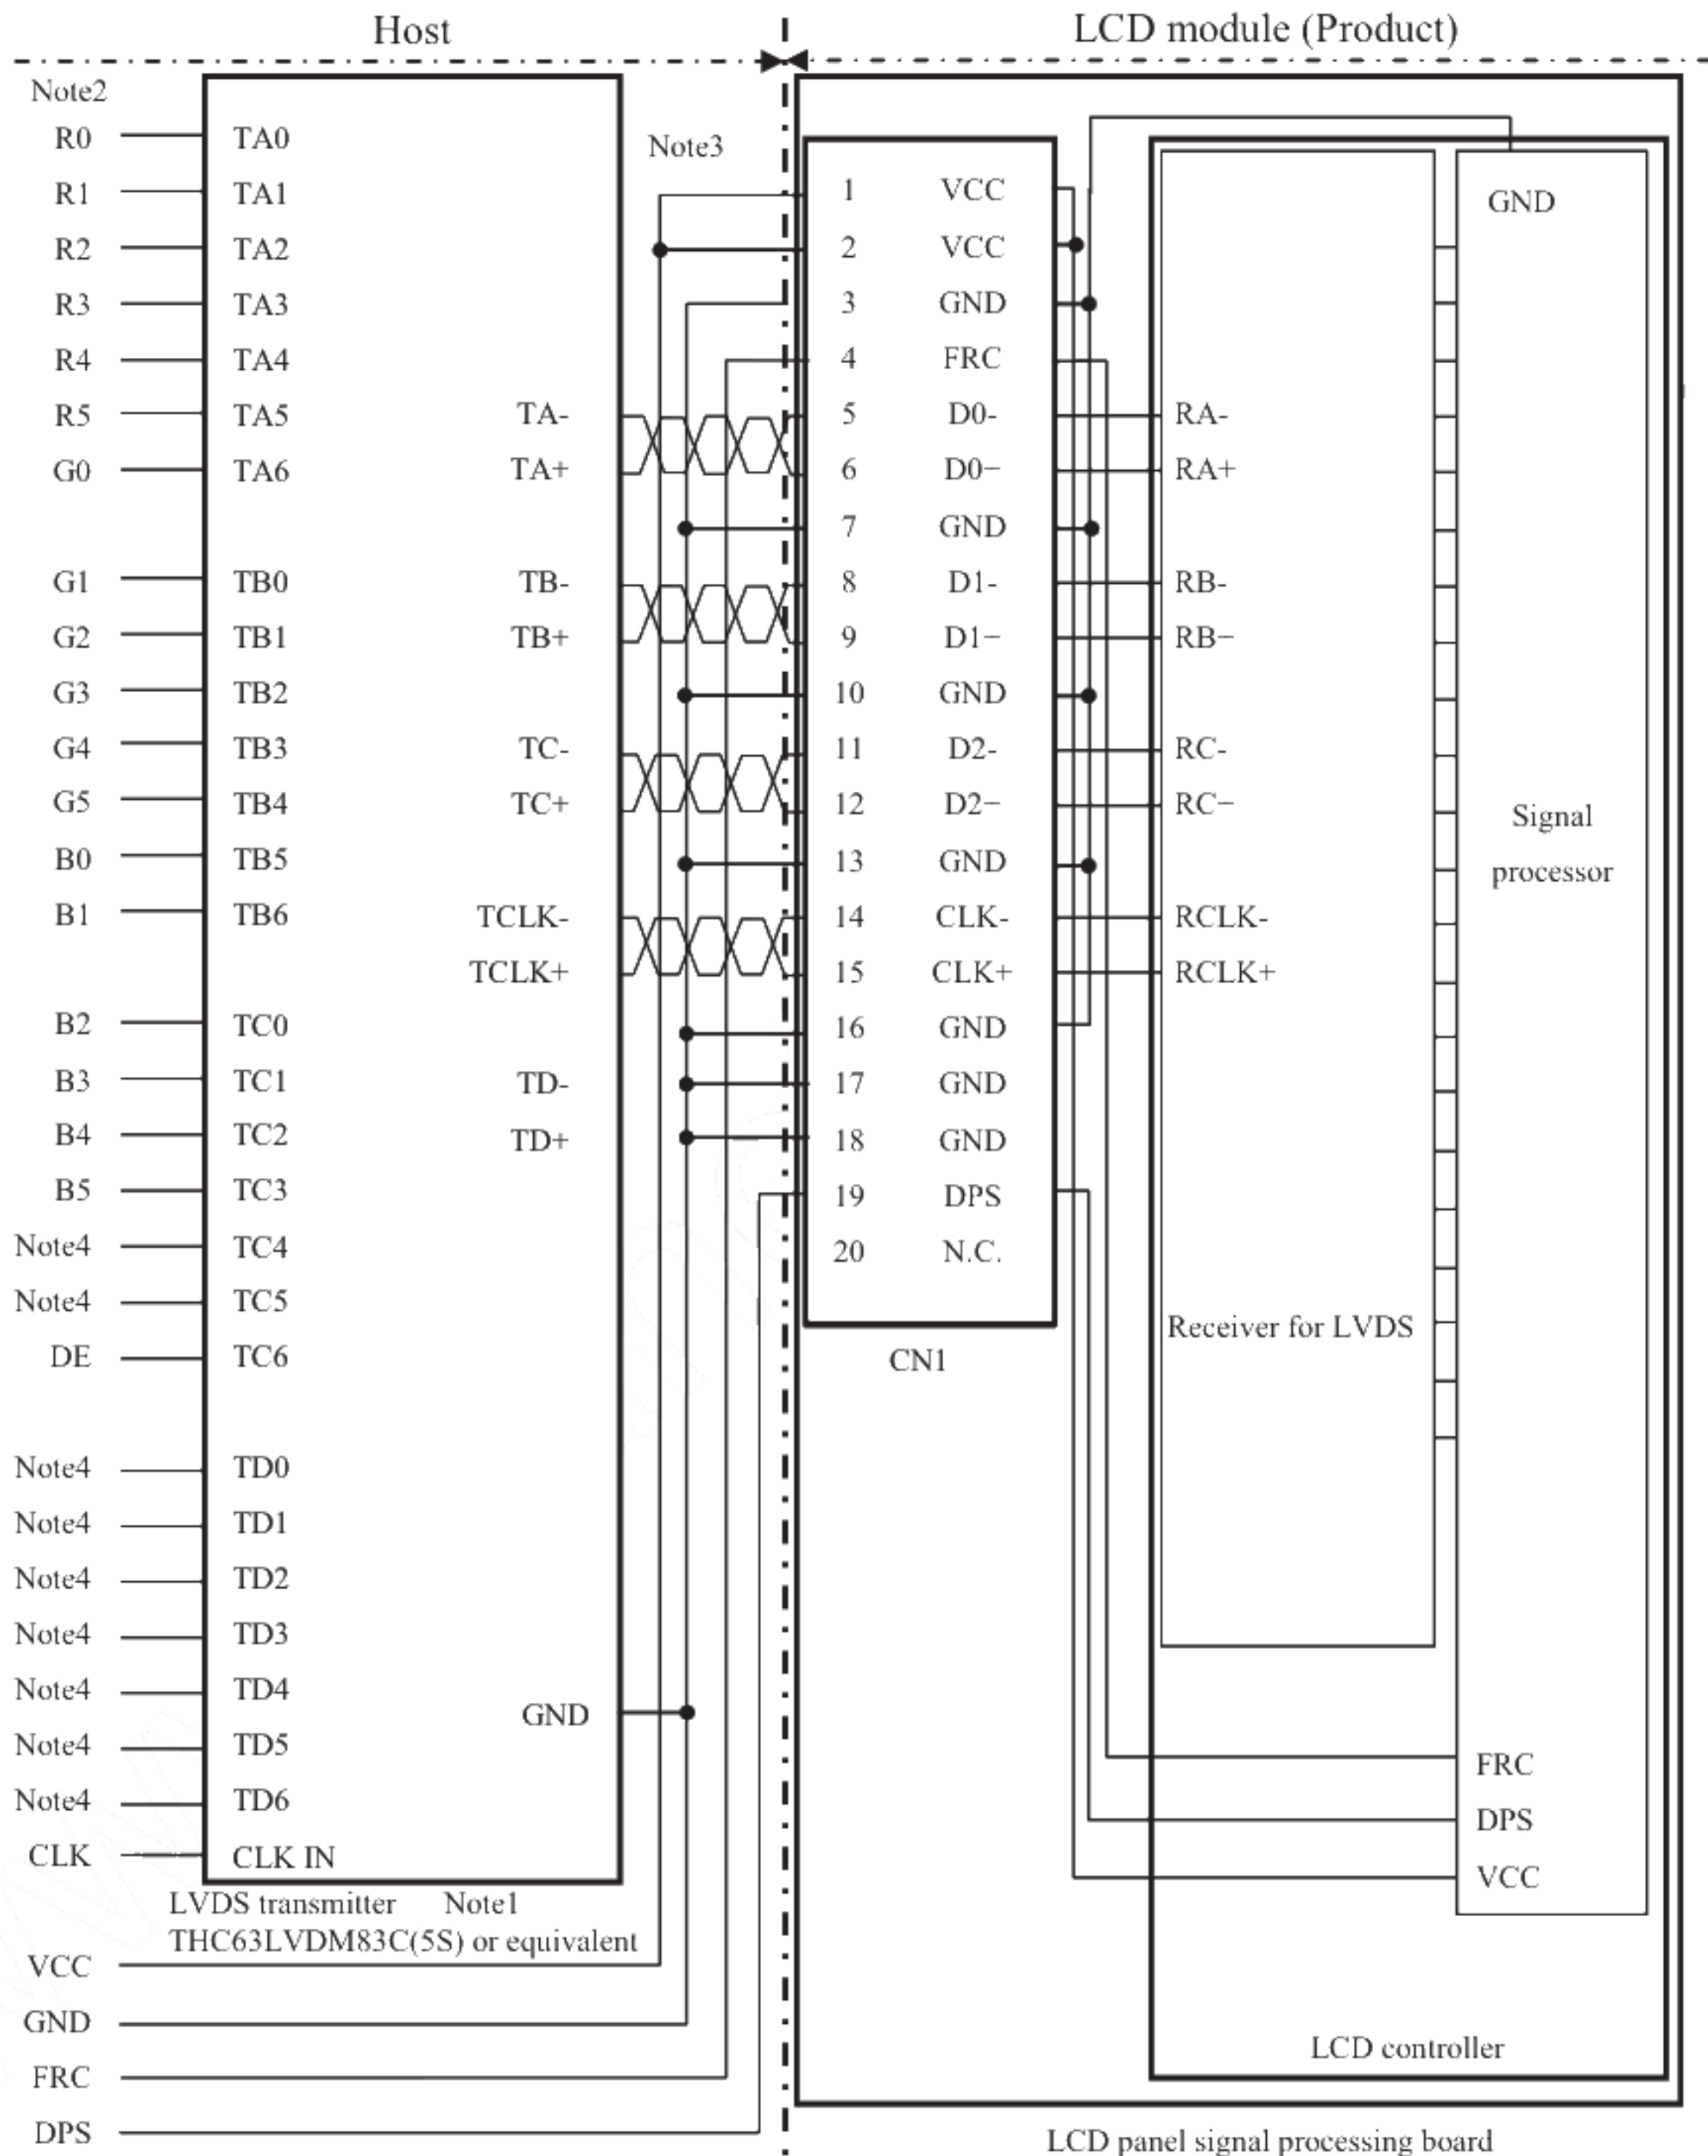 Host
LCD module (Product)
Note2
R0 TA0
Note3
R1 TA1
1 VCC
GND
R2 TA2
2 VCC
R3 TA3
3 GND
R4 TA4
4 FRC
R5 TA5 TA- 5 D0- RA-
G0 TA6 TA+ 6 D0− RA+
7 GND
G1 TB0 TB- 8 D1- RB-
G2 TB1 TB+ 9 D1− RB−
G3 TB2 10 GND
G4 TB3 TC- 11 D2- RC-
G5 TB4 TC+ 12 D2− RC−
Signal
processor
B0 TB5 13 GND
B1 TB6 TCLK- 14 CLK- RCLK-
TCLK+ 15 CLK+ RCLK+
B2 TC0 16 GND
B3 TC1 TD- 17 GND
B4 TC2 TD+ 18 GND
B5 TC3 19 DPS
Note4 TC4 20 N.C.
Note4 TC5
Receiver for LVDS
DE TC6
CN1
Note4 TD0
Note4 TD1
Note4 TD2
Note4 TD3
Note4 TD4
GND
Note4 TD5
FRC
Note4 TD6
DPS
CLK CLK IN
VCC
LVDS transmitter Note1
THC63LVDM83C(5S) or equivalent
VCC
GND
LCD controller
FRC
DPS
LCD panel signal processing board